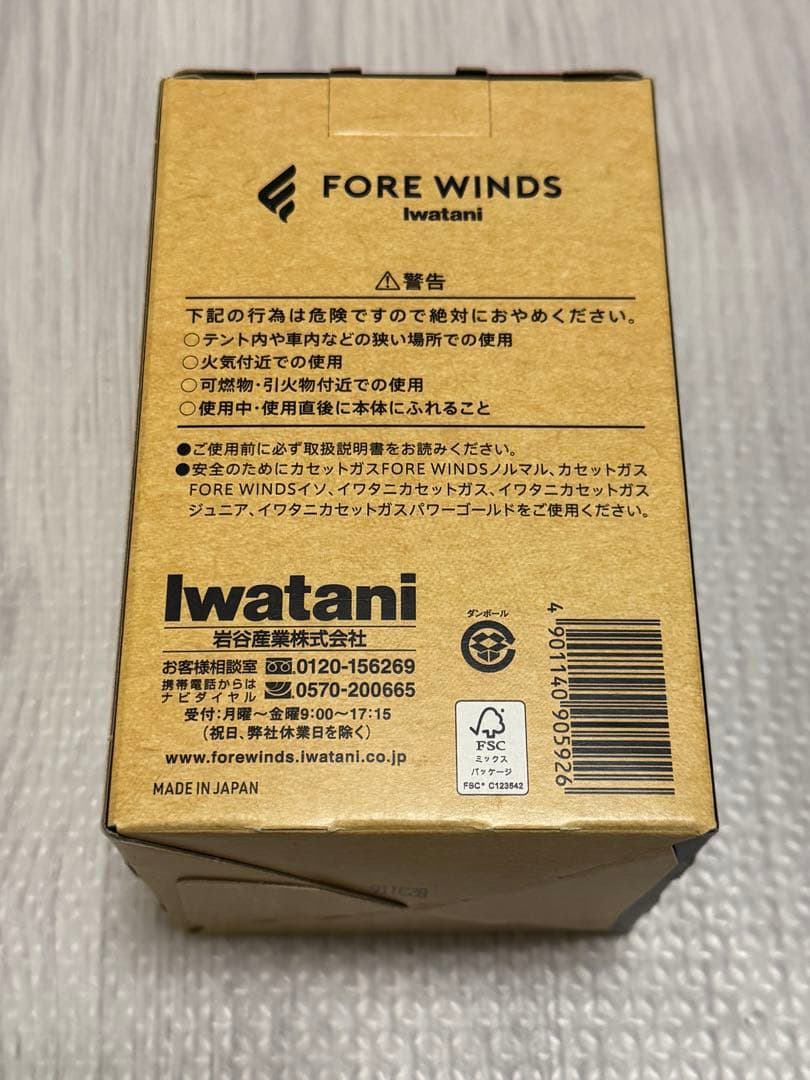 FORE WINDS
Iwatani
⚠警告
下記の行為は危険ですので絶対におやめください。
○テント内や車内などの狭い場所での使用
○火気付近での使用
○可燃物・引火物付近での使用
○使用中・使用直後に本体にふれること
●ご使用前に必ず取扱説明書をお読みください。
●安全のためにカセットガスFORE WINDSノルマル、カセットガス
FORE WINDSイソ、イワタニカセットガス、イワタニカセットガス
ジュニア、イワタニカセットガスパワーゴールドをご使用ください。
Iwatani
岩谷産業株式会社
お客様相談室 0120-156269
携帯電話からは
ナビダイヤル 0570-200665
受付:月曜〜金曜9:00〜17:15
(祝日、弊社休業日を除く)
www.forewinds.iwatani.co.jp
MADE IN JAPAN
ダンボール
FSC
ミックス
パッケージ
FSC® C123542
4 901140 905926